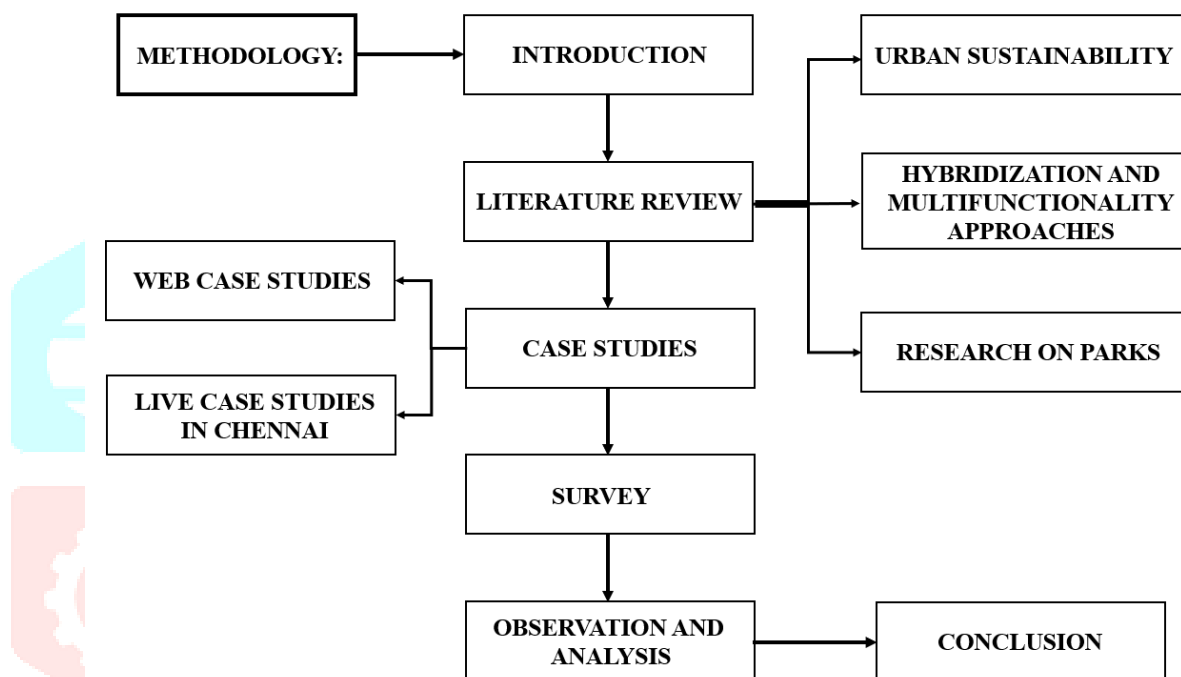 METHODOLOGY:
INTRODUCTION
URBAN SUSTAINABILITY
LITERATURE REVIEW
HYBRIDIZATION AND
MULTIFUNCTIONALITY
APPROACHES
WEB CASE STUDIES
CASE STUDIES
RESEARCH ON PARKS
LIVE CASE STUDIES
IN CHENNAI
SURVEY
OBSERVATION AND
ANALYSIS
CONCLUSION